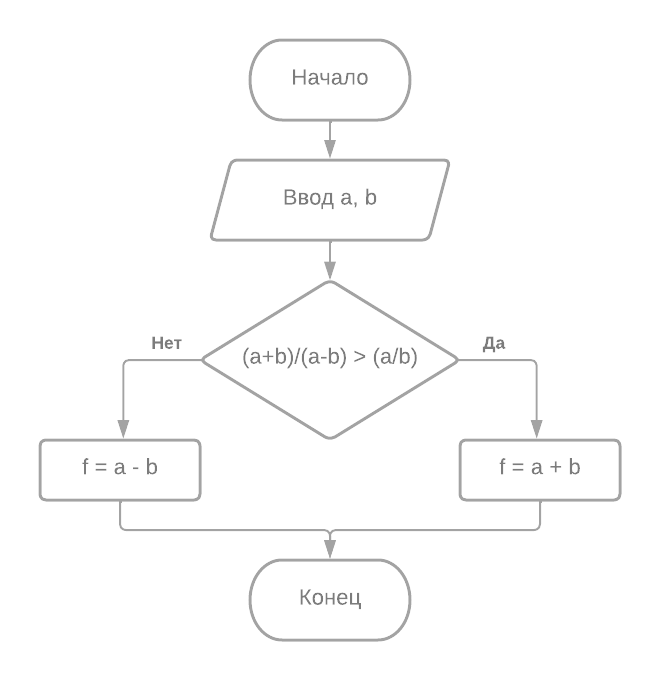 Начало
Ввод a, b
(a+b)/(a-b) > (a/b)
Нет
Да
f = a - b
f = a + b
Конец